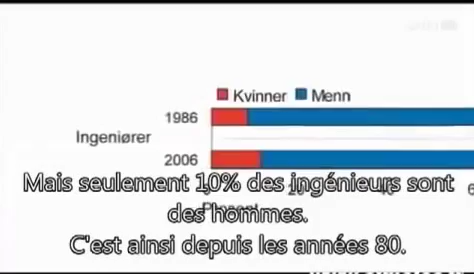 Kvinner Menn
1986
Ingeniører
2006
Mais seulement 10% des ingénieurs sont
des hommes.
C'est ainsi depuis les années 80.